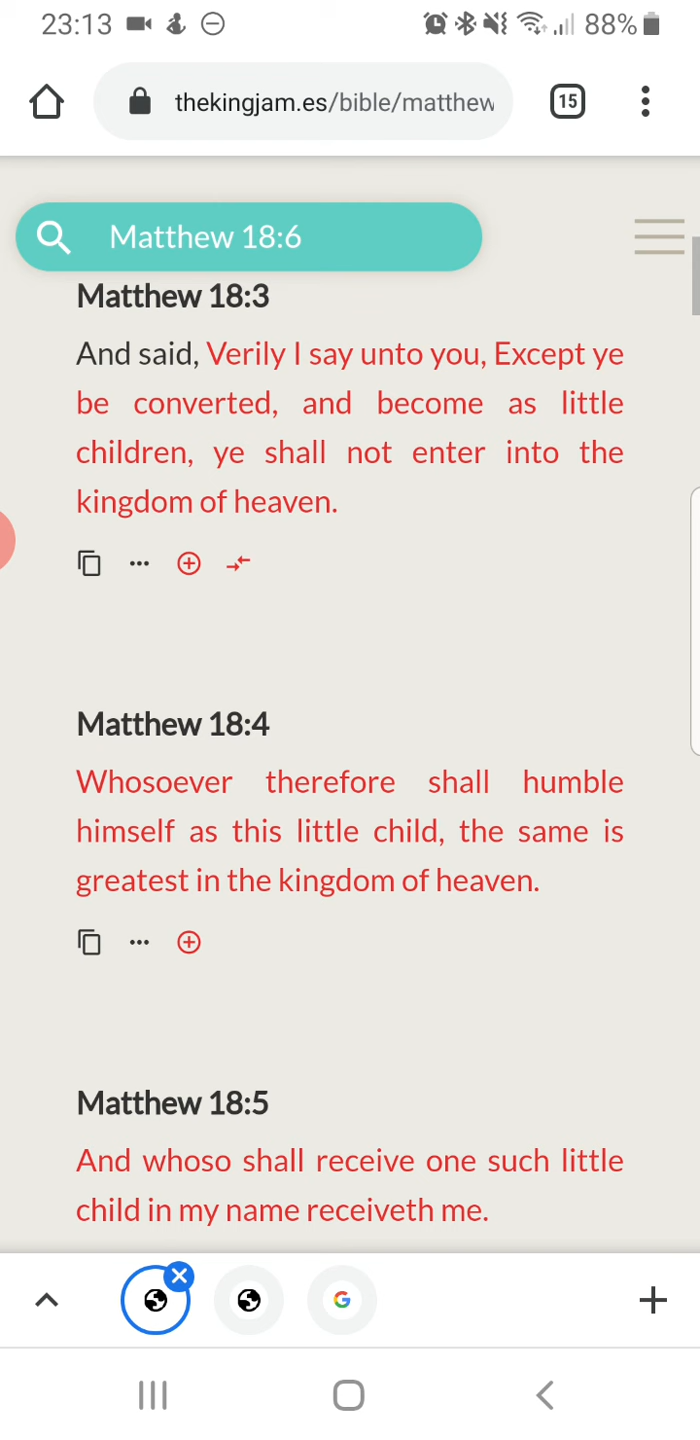 23:13 88%
thekingjam.es/bible/matthew 15
Matthew 18:6
Matthew 18:3
And said, Verily I say unto you, Except ye
be converted, and become as little
children, ye shall not enter into the
kingdom of heaven.
Matthew 18:4
Whosoever therefore shall humble
himself as this little child, the same is
greatest in the kingdom of heaven.
Matthew 18:5
And whoso shall receive one such little
child in my name receiveth me.
G